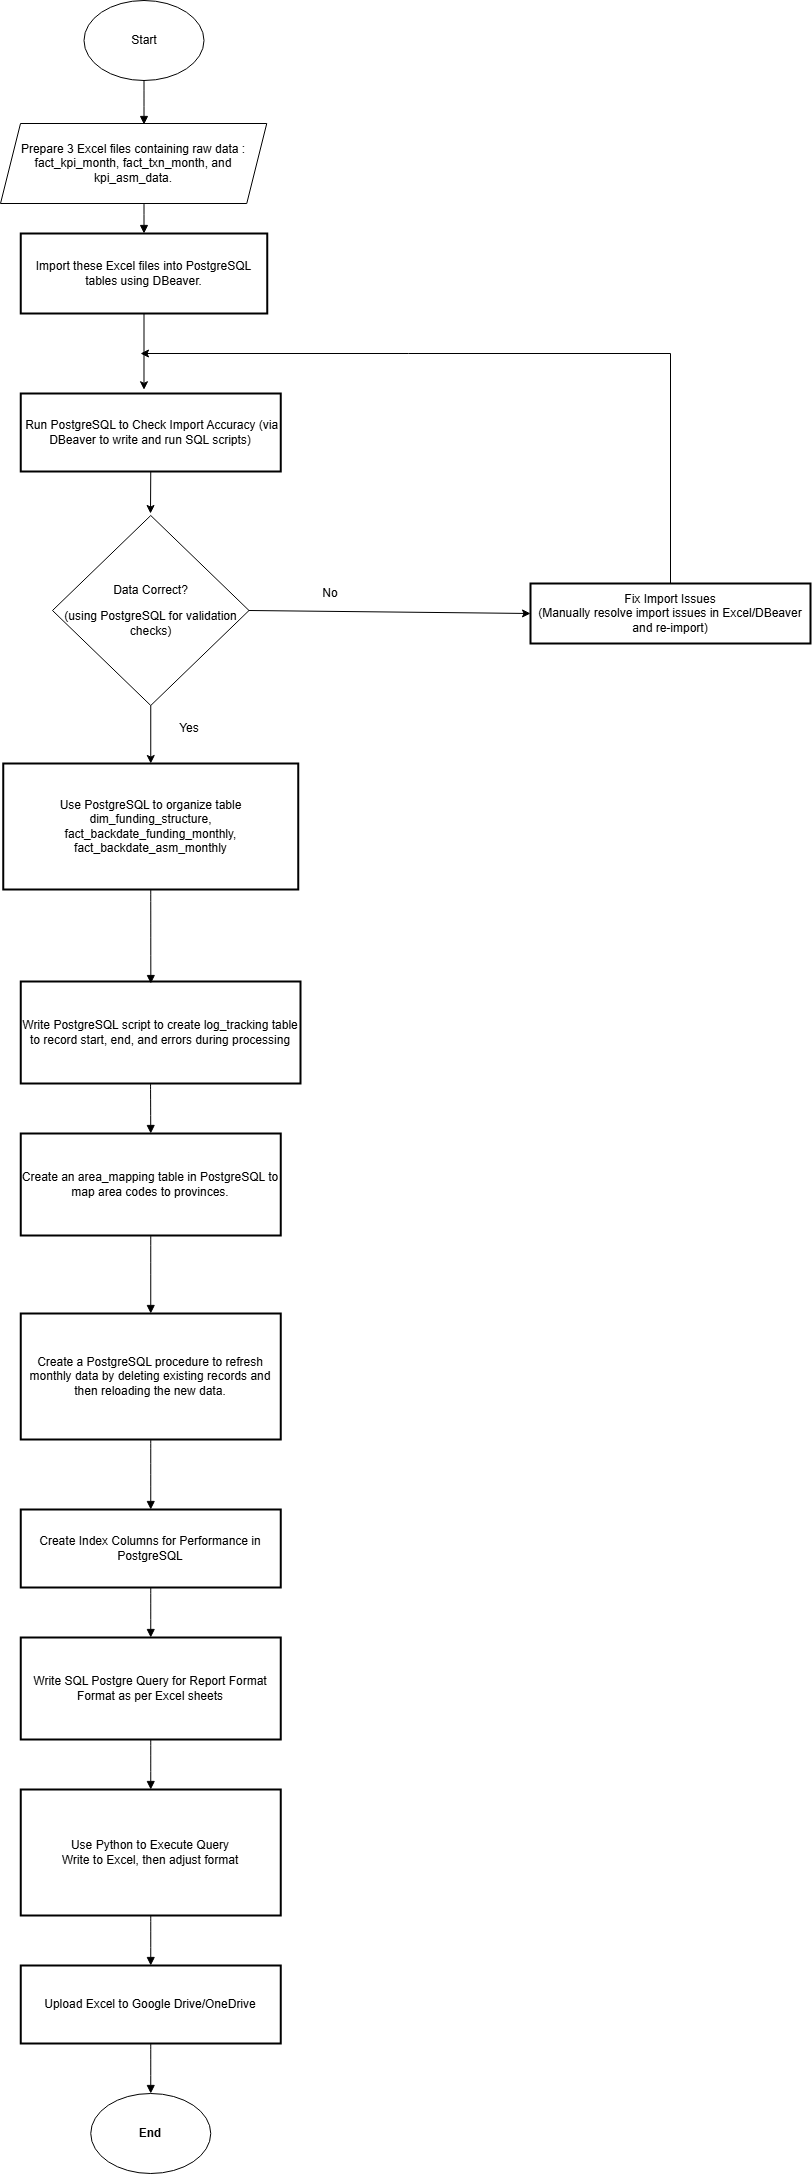 Start
Prepare 3 Excel files containing raw data :
fact_kpi_month, fact_txn_month, and
kpi_asm_data.
Import these Excel files into PostgreSQL
tables using DBeaver.
Run PostgreSQL to Check Import Accuracy (via
DBeaver to write and run SQL scripts)
Data Correct?
(using PostgreSQL for validation
checks)
No
Fix Import Issues
(Manually resolve import issues in Excel/DBeaver
and re-import)
Yes
Use PostgreSQL to organize table
dim_funding_structure,
fact_backdate_funding_monthly,
fact_backdate_asm_monthly
Write PostgreSQL script to create log_tracking table
to record start, end, and errors during processing
Create an area_mapping table in PostgreSQL to
map area codes to provinces.
Create a PostgreSQL procedure to refresh
monthly data by deleting existing records and
then reloading the new data.
Create Index Columns for Performance in
PostgreSQL
Write SQL Postgre Query for Report Format
Format as per Excel sheets
Use Python to Execute Query
Write to Excel, then adjust format
Upload Excel to Google Drive/OneDrive
End